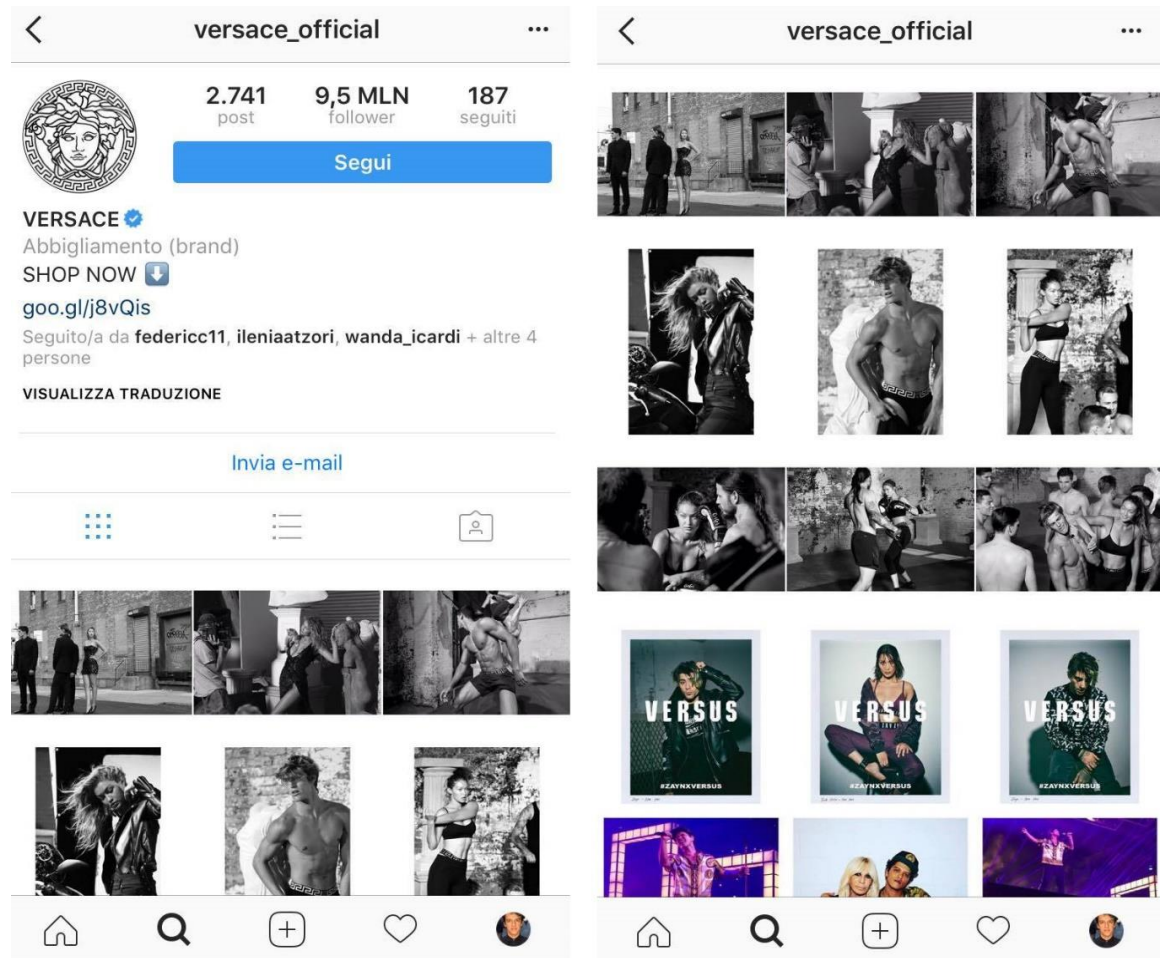 versace_official
2.741 9,5 MLN 187
post follower seguiti
Segui
VERSACE
Abbigliamento (brand)
SHOP NOW
goo.gl/j8vQis
Seguito/a da federicc11, ileniaatzori, wanda_icardi + altre 4
persone
VISUALIZZA TRADUZIONE
Invia e-mail
versace_official
VERSUS
#ZAYNXVERSUS
VERSUS
#ZAYNXVERSUS
VERSUS
#ZAYNXVERSUS